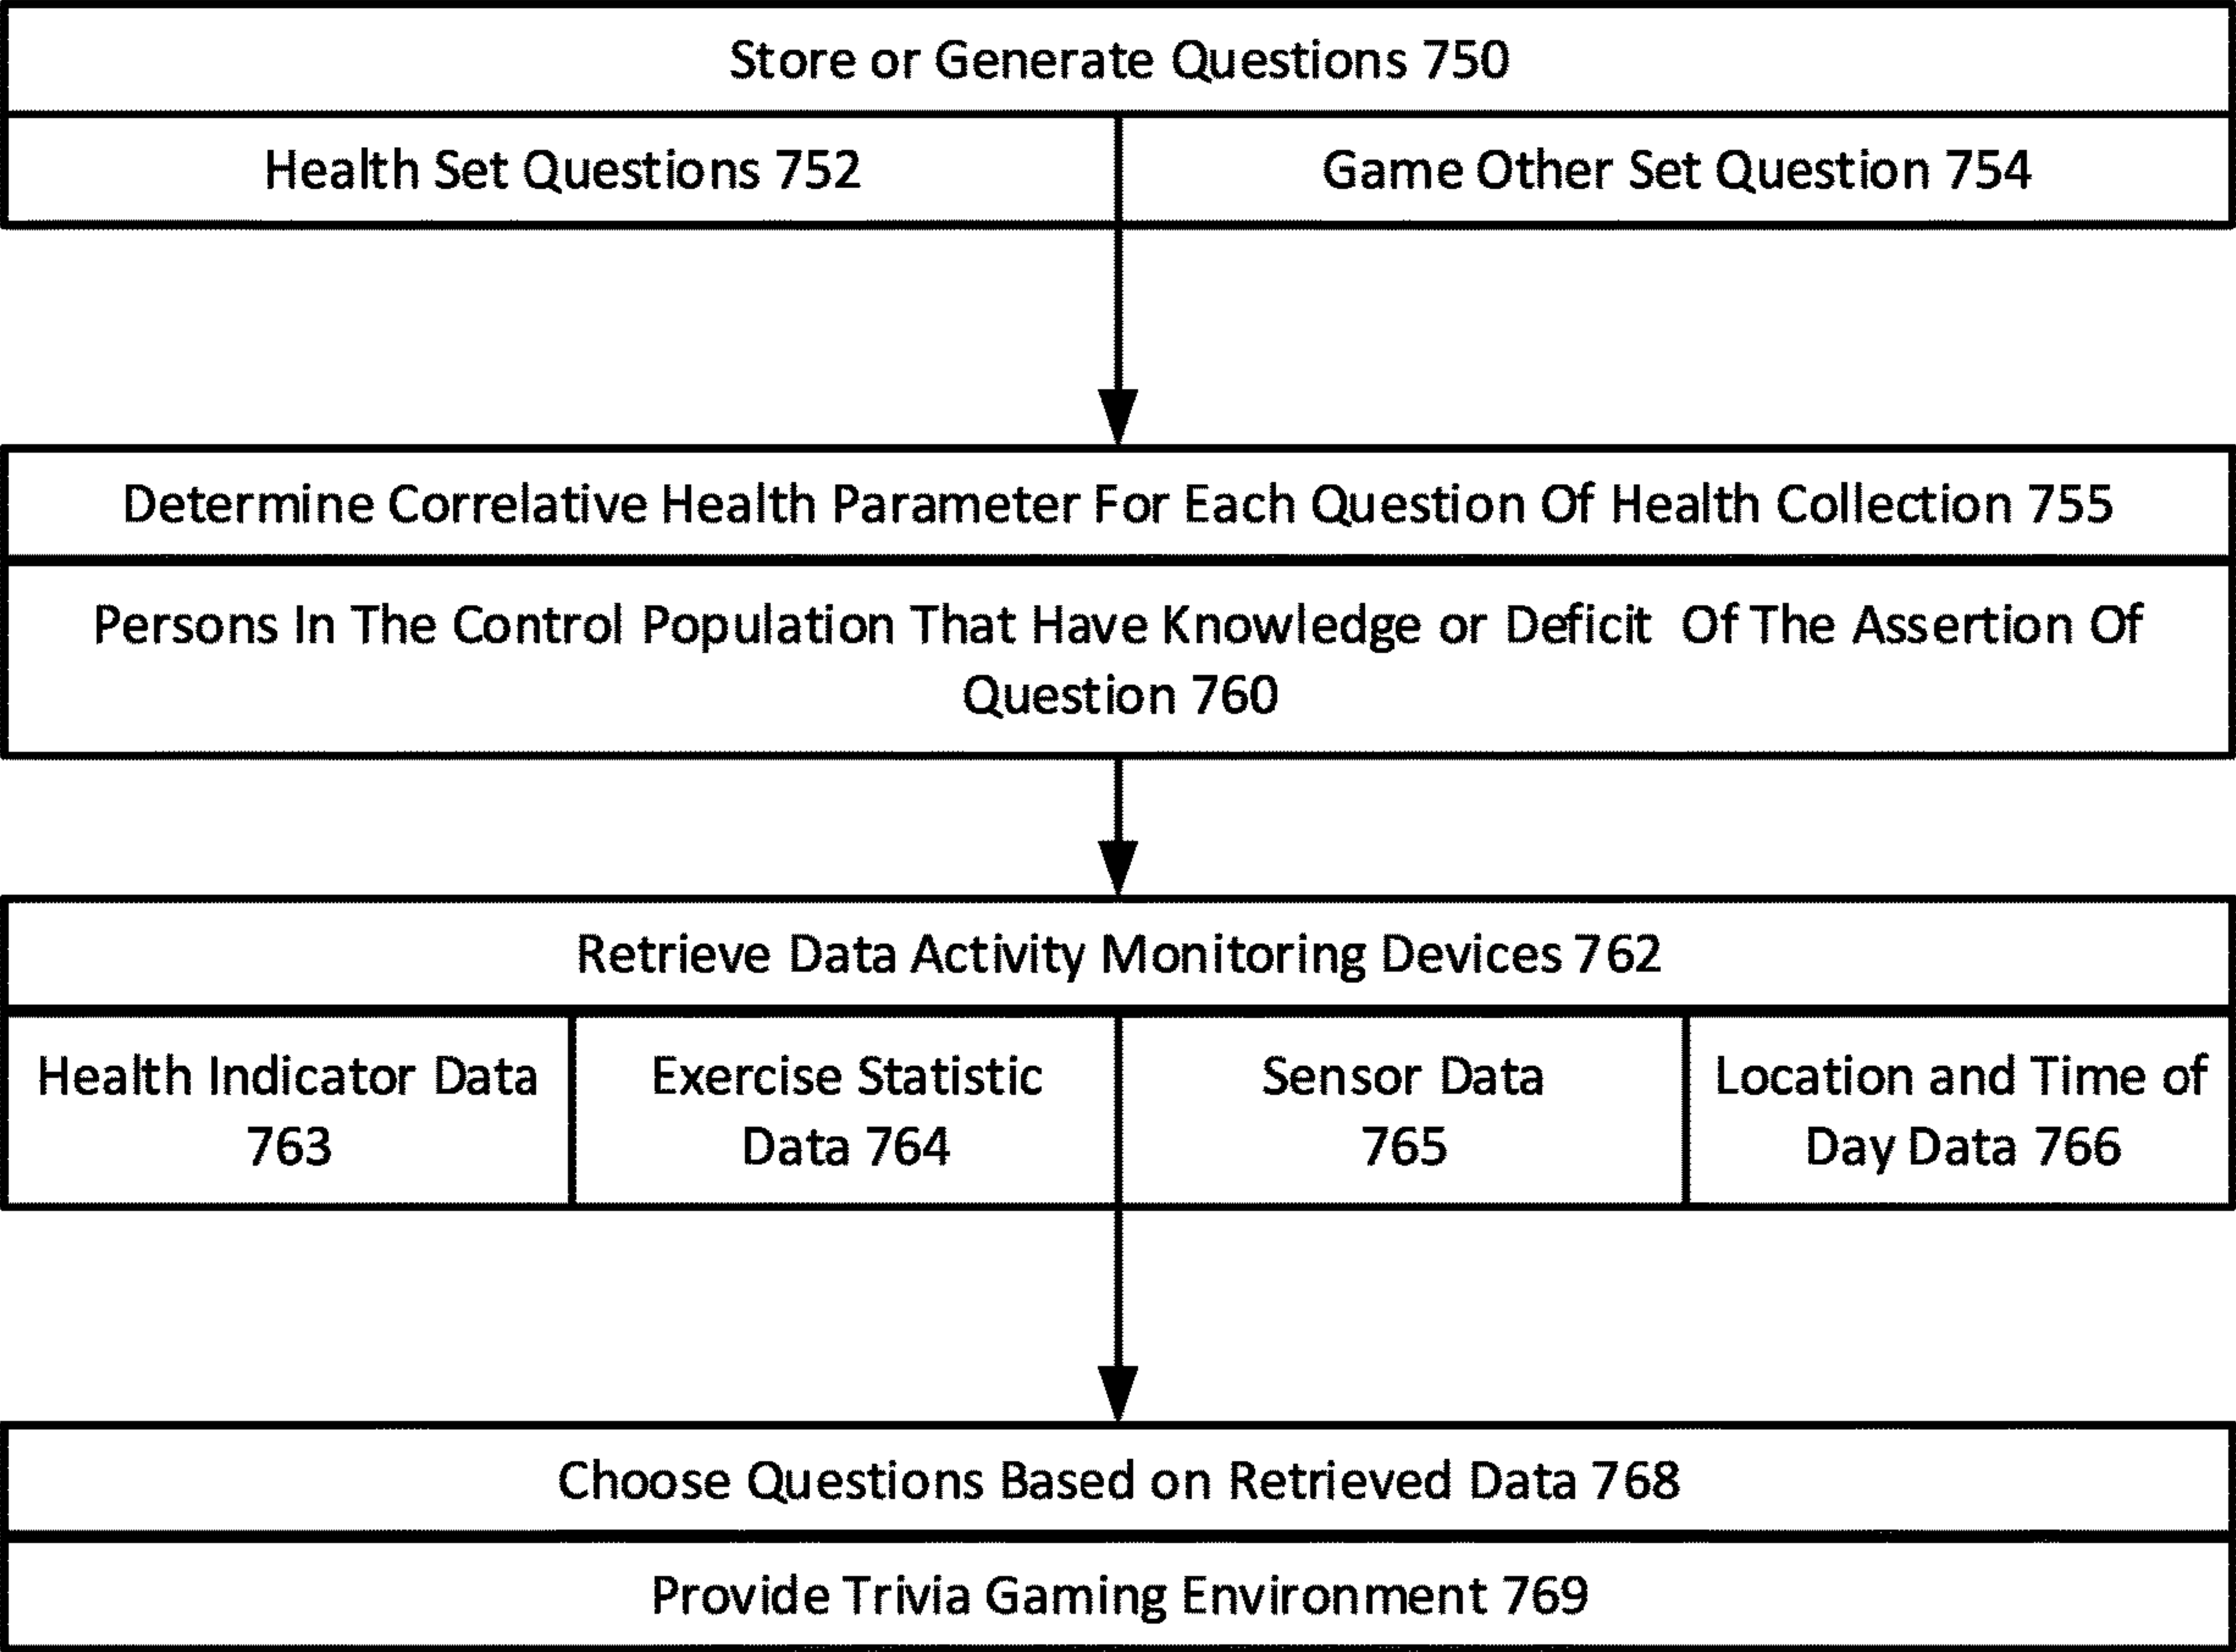 Store or Generate Questions 750
Health Set Questions 752
Game Other Set Question 754
Determine Correlative Health Parameter For Each Question Of Health Collection 755
Persons In The Control Population That Have Knowledge or Deficit Of The Assertion Of
Question 760
Retrieve Data Activity Monitoring Devices 762
Health Indicator Data
763
Exercise Statistic
Data 764
Sensor Data
765
Location and Time of
Day Data 766
Choose Questions Based on Retrieved Data 768
Provide Trivia Gaming Environment 769